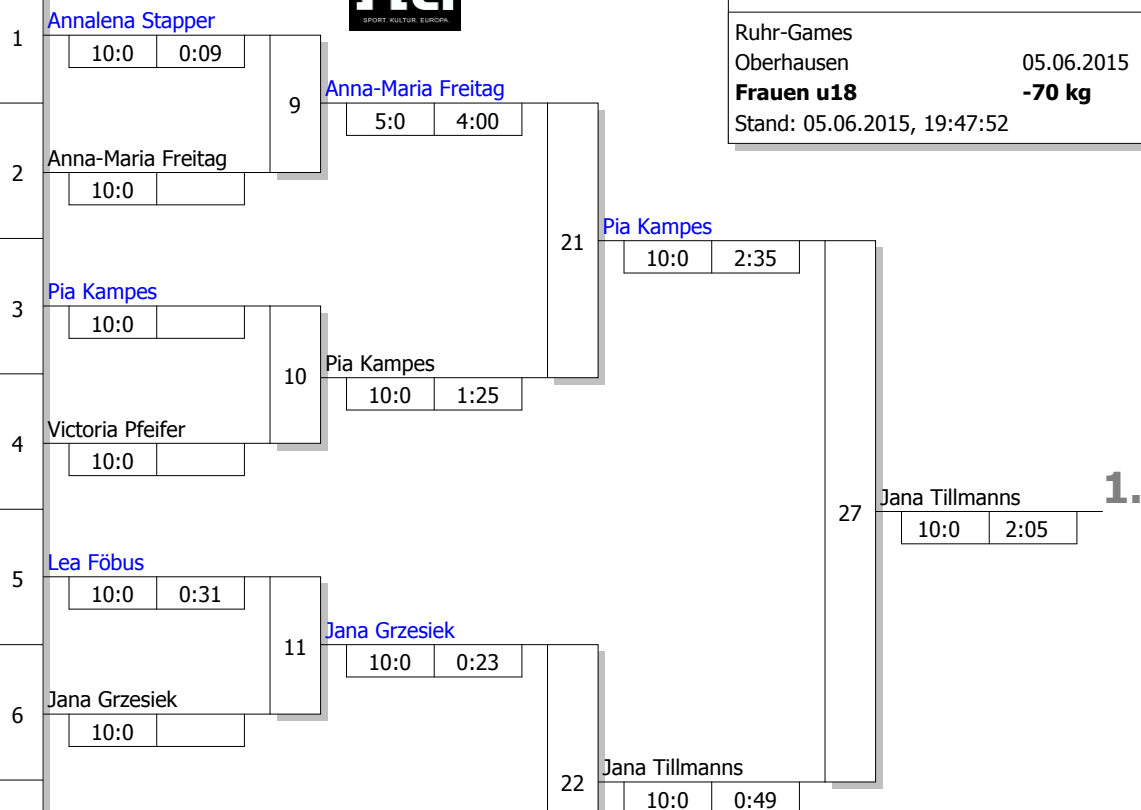 SPORT. KULTUR. EUROPA.
Ruhr-Games
Oberhausen 05.06.2015
Frauen u18 -70 kg
Stand: 05.06.2015, 19:47:52
1
Annalena Stapper
10:0 0:09
9
Anna-Maria Freitag
5:0 4:00
2
Anna-Maria Freitag
10:0
21
Pia Kampes
10:0 2:35
3
Pia Kampes
10:0
10
Pia Kampes
10:0 1:25
4
Victoria Pfeifer
10:0
27
Jana Tillmanns 1.
10:0 2:05
5
Lea Föbus
10:0 0:31
11
Jana Grzesiek
10:0 0:23
6
Jana Grzesiek
10:0
22
Jana Tillmanns
10:0 0:49